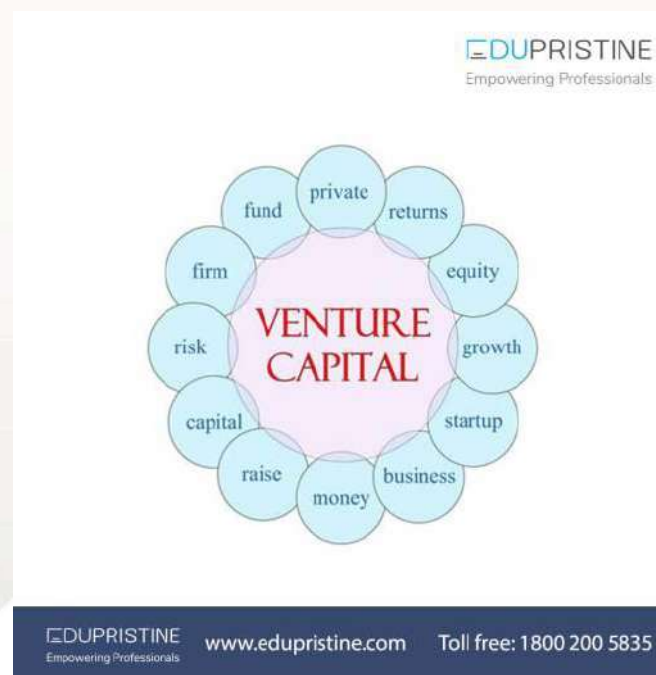 EDUPRISTINE
Empowering Professionals
private
returns
equity
growth
startup
business
money
raise
capital
risk
firm
fund
VENTURE
CAPITAL
EDUPRISTINE
Empowering Professionals
www.edupristine.com
Toll free: 1800 200 5835